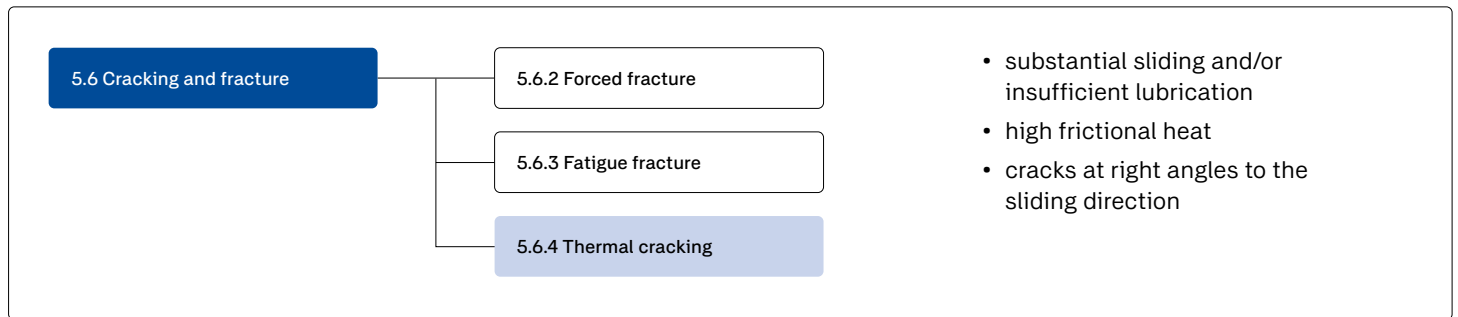 5.6 Cracking and fracture
5.6.2 Forced fracture
5.6.3 Fatigue fracture
5.6.4 Thermal cracking
• substantial sliding and/or
insufficient lubrication
• high frictional heat
• cracks at right angles to the
sliding direction